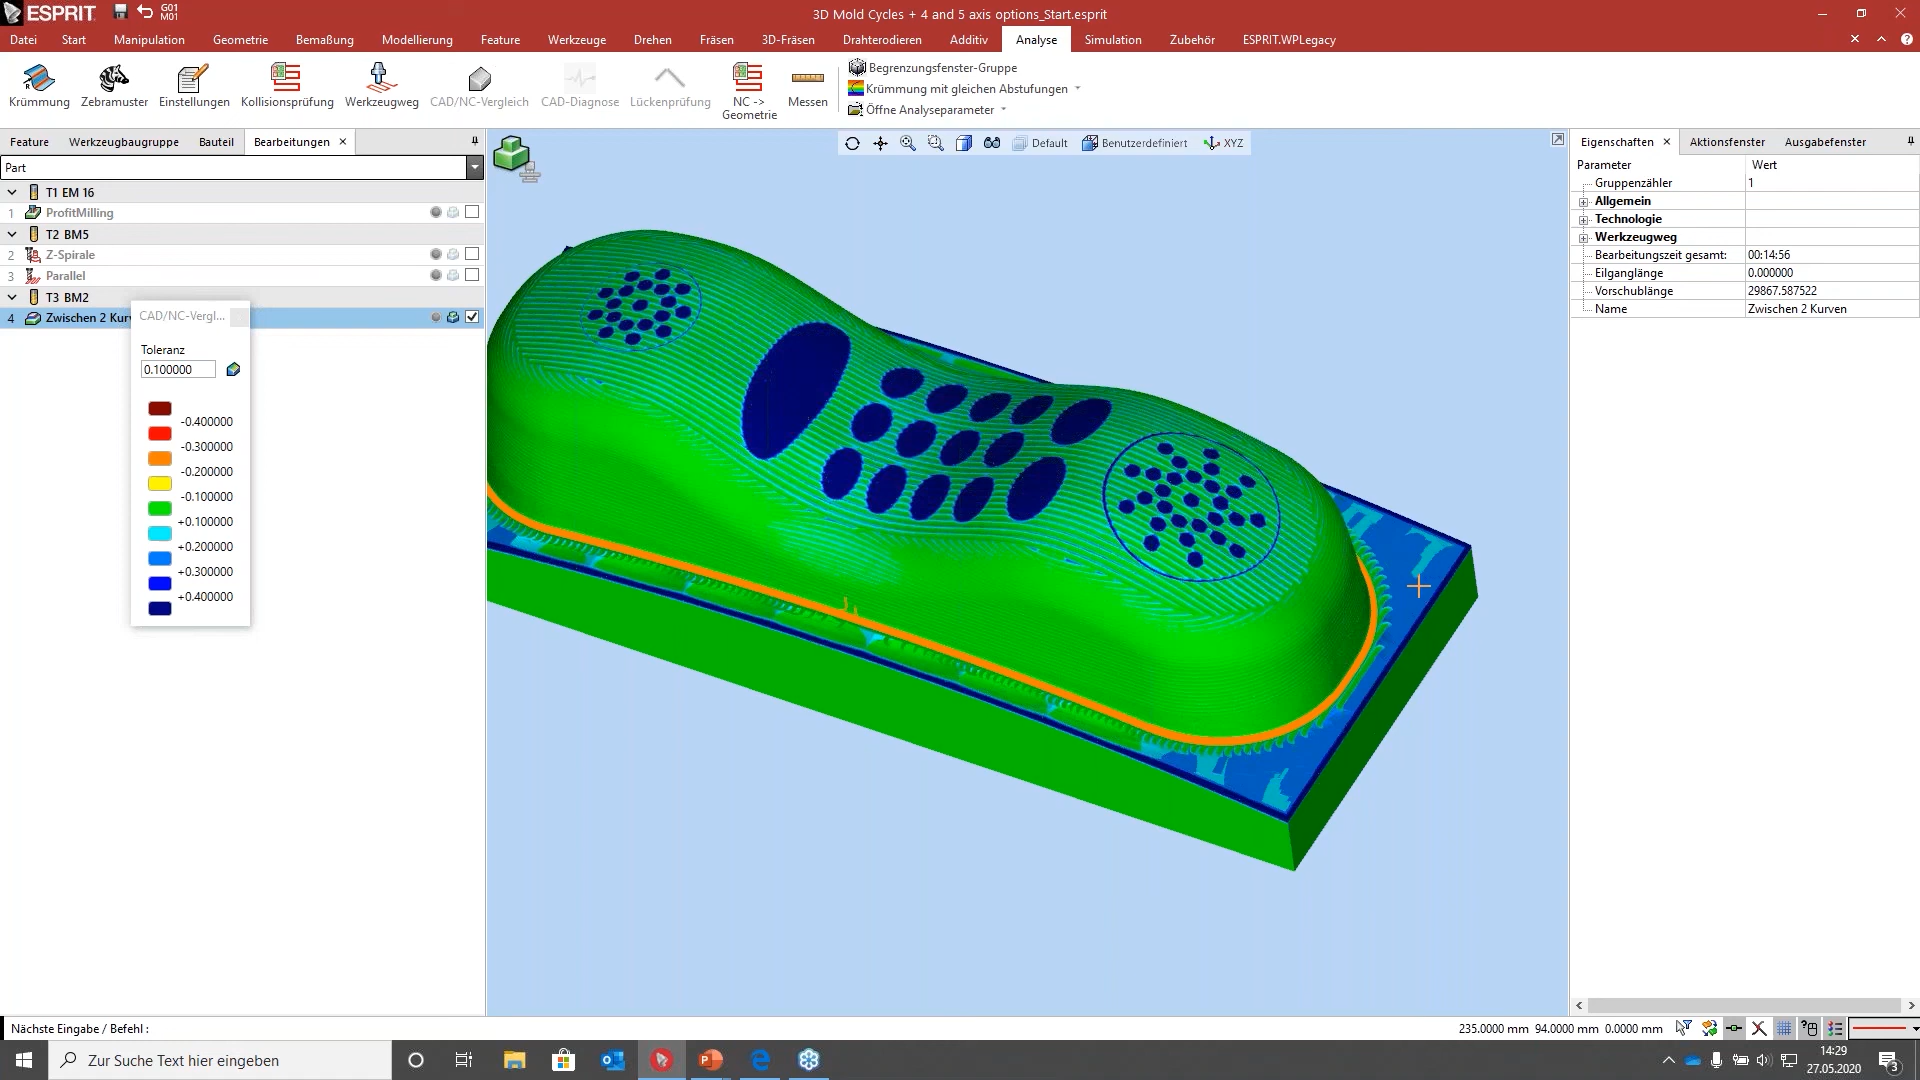 ESPRIT G01 M01 3D Mold Cycles + 4 and 5 axis options_Start.esprit
Datei Start Manipulation Geometrie Bemaßung Modellierung Feature Werkzeuge Drehen Fräsen 3D-Fräsen Drahterodieren Additiv Analyse Simulation Zubehör ESPRIT.WPLegacy
Krümmung Zebramuster Einstellungen Kollisionsprüfung Werkzeugweg CAD/NC-Vergleich CAD-Diagnose Lückenprüfung NC -> Geometrie Messen
Begrenzungsfenster-Gruppe
Krümmung mit gleichen Abstufungen
Öffne Analyseparameter
Feature Werkzeugbaugruppe Bauteil Bearbeitungen
Part
T1 EM 16
1 ProfitMilling
T2 BM5
2 Z-Spirale
3 Parallel
T3 BM2
4 Zwischen 2 Kur
CAD/NC-Vergl...
Toleranz
0.100000
-0.400000
-0.300000
-0.200000
-0.100000
+0.100000
+0.200000
+0.300000
+0.400000
Default Benutzerdefiniert XYZ
Eigenschaften Aktionsfenster Ausgabefenster
Parameter Wert
Gruppenzähler 1
Allgemein
Technologie
Werkzeugweg
Bearbeitungszeit gesamt: 00:14:56
Eilganglänge 0.000000
Vorschublänge 29867.587522
Name Zwischen 2 Kurven
Nächste Eingabe / Befehl :
235.0000 mm 94.0000 mm 0.0000 mm
Zur Suche Text hier eingeben
14:29
27.05.2020
3